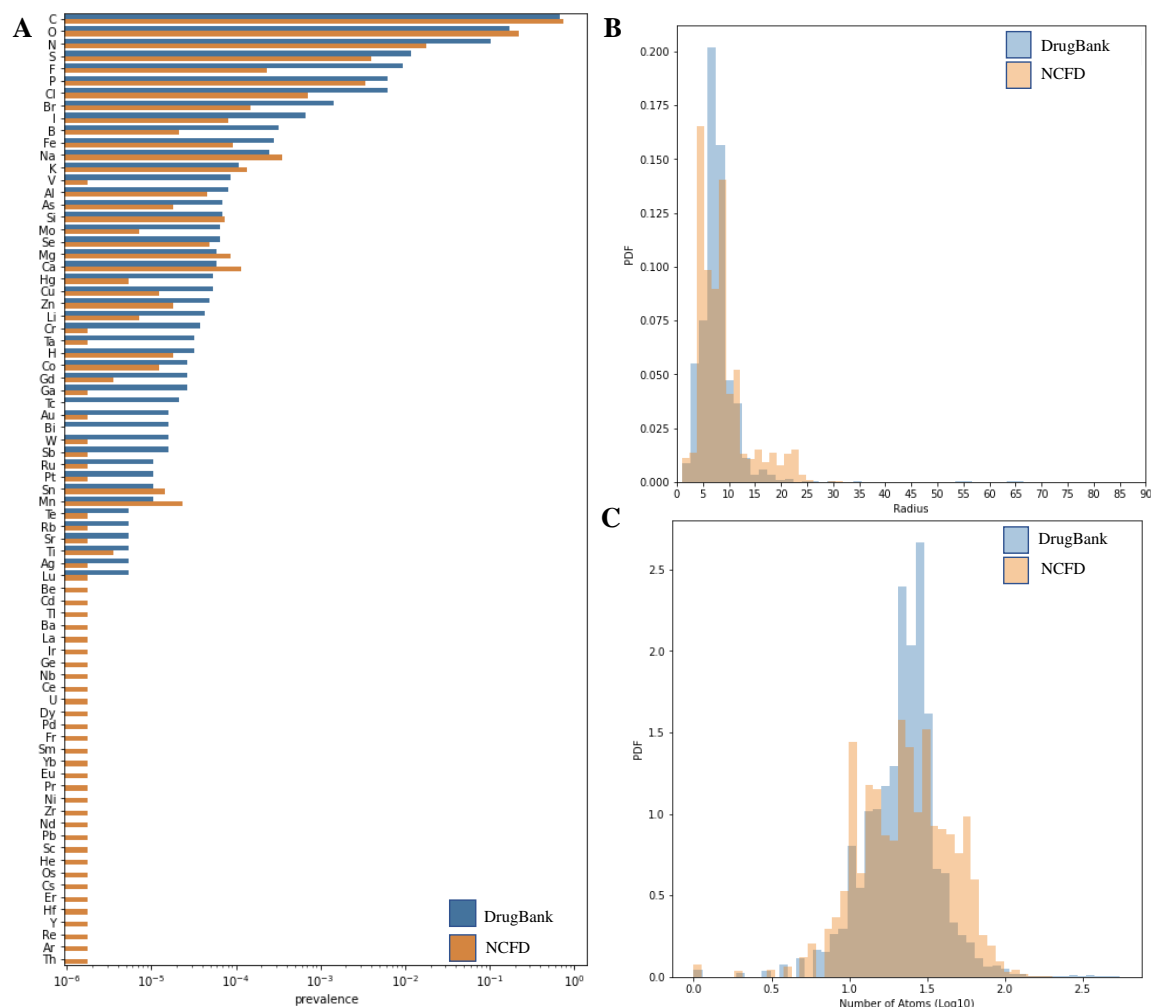 A
C
O
N
S
F
P
Cl
Br
I
B
Fe
Na
K
V
Al
As
Si
Mo
Se
Mg
Ca
Hg
Cu
Zn
Li
Cr
Ta
H
Co
Gd
Ga
Tc
Au
Bi
W
Sb
Ru
Pt
Sn
Mn
Te
Rb
Sr
Ti
Ag
Lu
Be
Cd
Tl
Ba
La
Ir
Ge
Nb
Ce
U
Dy
Pd
Fr
Sm
Yb
Eu
Pr
Ni
Zr
Nd
Pb
Sc
He
Os
Cs
Er
Hf
Y
Re
Ar
Th
DrugBank
NCFD
10⁻⁶ 10⁻⁵ 10⁻⁴ 10⁻³ 10⁻² 10⁻¹ 10⁰
prevalence
B
DrugBank
NCFD
0.200
0.175
0.150
0.125
0.100
0.075
0.050
0.025
0.000
PDF
0 5 10 15 20 25 30 35 40 45 50 55 60 65 70 75 80 85 90
Radius
C
DrugBank
NCFD
2.5
2.0
1.5
1.0
0.5
0.0
PDF
0.0 0.5 1.0 1.5 2.0 2.5
Number of Atoms (Log10)